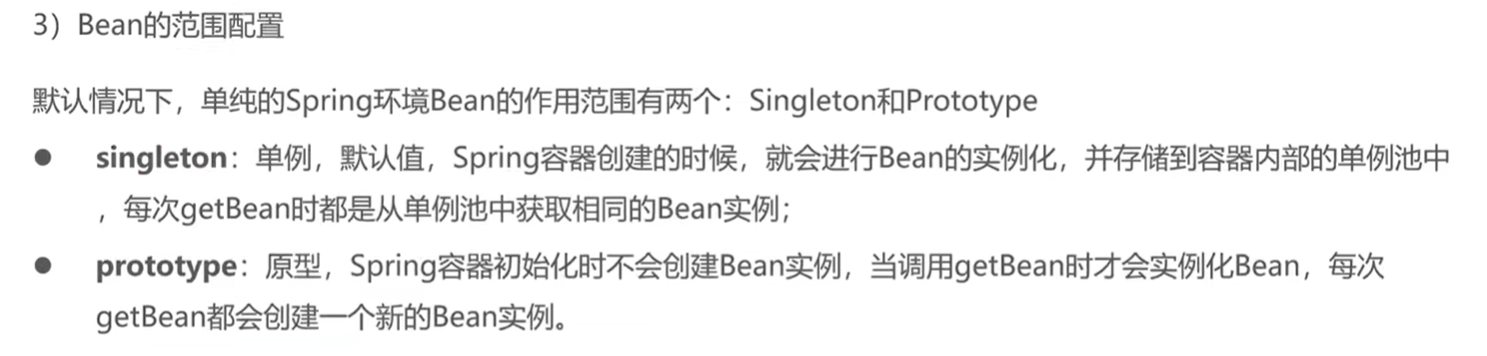 3）Bean的范围配置
默认情况下，单纯的Spring环境Bean的作用范围有两个：Singleton和Prototype
● singleton：单例，默认值，Spring容器创建的时候，就会进行Bean的实例化，并存储到容器内部的单例池中
，每次getBean时都是从单例池中获取相同的Bean实例；
● prototype：原型，Spring容器初始化时不会创建Bean实例，当调用getBean时才会实例化Bean，每次
getBean都会创建一个新的Bean实例。